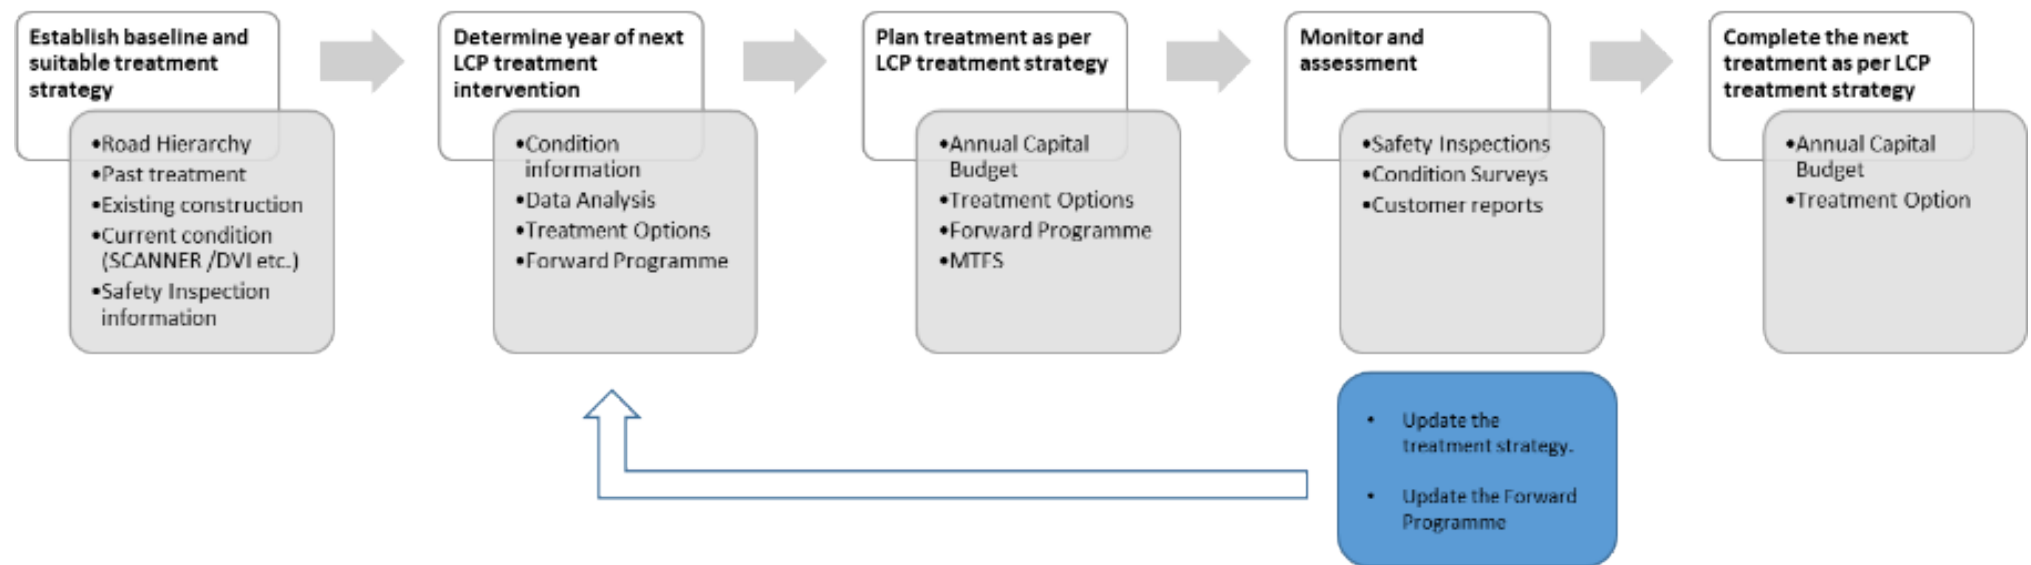 Establish baseline and
suitable treatment
strategy
•Road Hierarchy
•Past treatment
•Existing construction
•Current condition
(SCANNER /DVI etc.)
•Safety Inspection
information
Determine year of next
LCP treatment
intervention
•Condition
information
•Data Analysis
•Treatment Options
•Forward Programme
Plan treatment as per
LCP treatment strategy
•Annual Capital
Budget
•Treatment Options
•Forward Programme
•MTFS
Monitor and
assessment
•Safety Inspections
•Condition Surveys
•Customer reports
• Update the
treatment strategy.
• Update the Forward
Programme
Complete the next
treatment as per LCP
treatment strategy
•Annual Capital
Budget
•Treatment Option